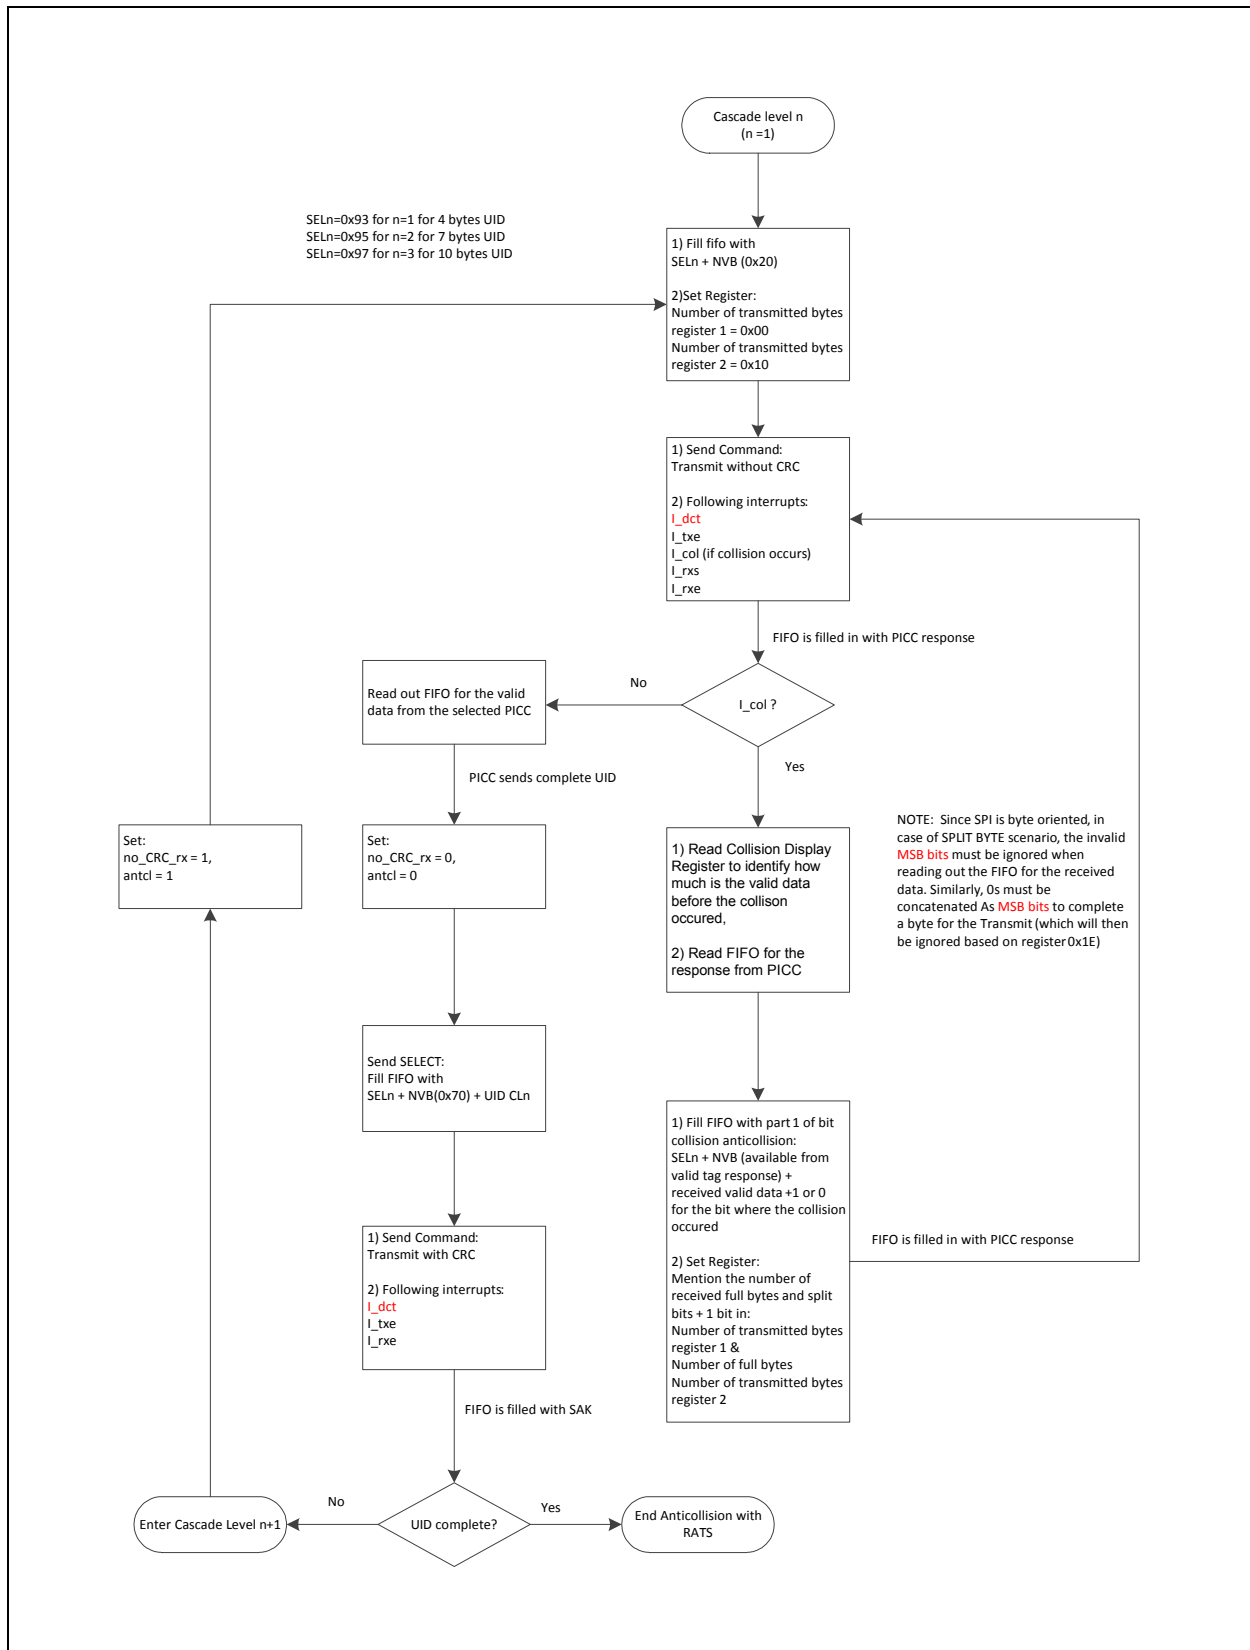 Cascade level n
(n =1)
SELn=0x93 for n=1 for 4 bytes UID
SELn=0x95 for n=2 for 7 bytes UID
SELn=0x97 for n=3 for 10 bytes UID
1) Fill fifo with
SELn + NVB (0x20)
2)Set Register:
Number of transmitted bytes
register 1 = 0x00
Number of transmitted bytes
register 2 = 0x10
1) Send Command:
Transmit without CRC
2) Following interrupts:
I_dct
I_txe
I_col (if collision occurs)
I_rxs
I_rxe
FIFO is filled in with PICC response
I_col ?
No
Yes
Read out FIFO for the valid
data from the selected PICC
PICC sends complete UID
Set:
no_CRC_rx = 1,
antcl = 1
Set:
no_CRC_rx = 0,
antcl = 0
1) Read Collision Display
Register to identify how
much is the valid data
before the collison
occured,
2) Read FIFO for the
response from PICC
NOTE:  Since SPI is byte oriented, in
case of SPLIT BYTE scenario, the invalid
MSB bits must be ignored when
reading out the FIFO for the received
data. Similarly, 0s must be
concatenated As MSB bits to complete
a byte for the Transmit (which will then
be ignored based on register 0x1E)
Send SELECT:
Fill FIFO with
SELn + NVB(0x70) + UID CLn
1) Fill FIFO with part 1 of bit
collision anticollision:
SELn + NVB (available from
valid tag response) +
received valid data +1 or 0
for the bit where the collision
occured
2) Set Register:
Mention the number of
received full bytes and split
bits + 1 bit in:
Number of transmitted bytes
register 1 &
Number of full bytes
Number of transmitted bytes
register 2
FIFO is filled in with PICC response
1) Send Command:
Transmit with CRC
2) Following interrupts:
I_dct
I_txe
I_rxe
FIFO is filled with SAK
UID complete?
No
Yes
Enter Cascade Level n+1
End Anticollision with
RATS